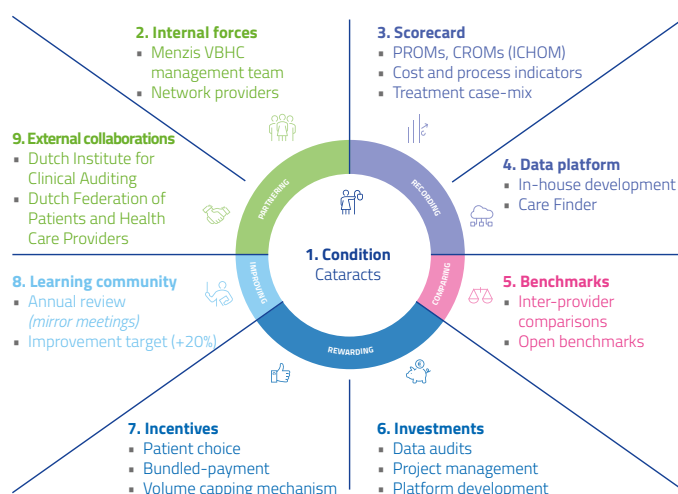 2. Internal forces
▪ Menzis VBHC
management team
▪ Network providers
3. Scorecard
▪ PROMs, CROMs (ICHOM)
▪ Cost and process indicators
▪ Treatment case-mix
9. External collaborations
▪ Dutch Institute for
Clinical Auditing
▪ Dutch Federation of
Patients and Health
Care Providers
4. Data platform
▪ In-house development
▪ Care Finder
PARTNERING
RECORDING
1. Condition
Cataracts
IMPROVING
COMPARING
REWARDING
8. Learning community
▪ Annual review
(mirror meetings)
▪ Improvement target (+20%)
5. Benchmarks
▪ Inter-provider
comparisons
▪ Open benchmarks
7. Incentives
▪ Patient choice
▪ Bundled-payment
▪ Volume capping mechanism
6. Investments
▪ Data audits
▪ Project management
▪ Platform development